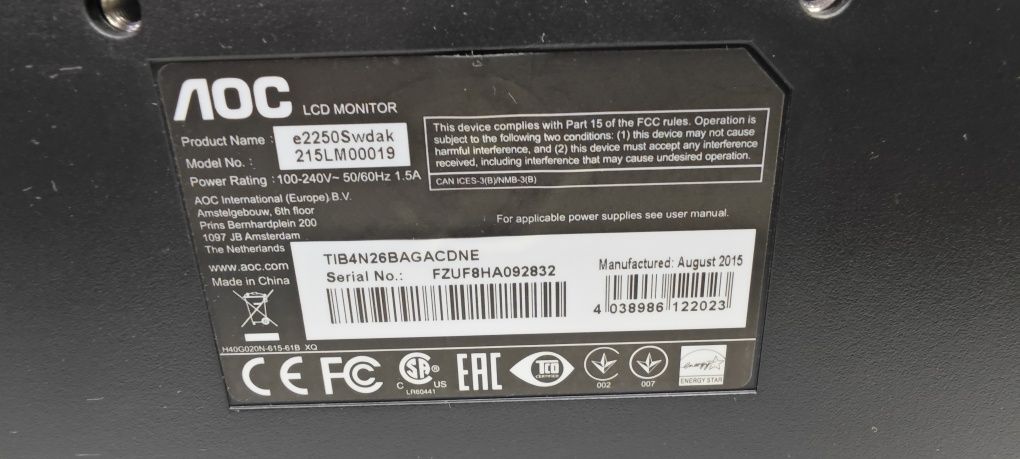 AOC LCD MONITOR
Product Name : e2250Swdak
Model No. : 215LM00019
Power Rating : 100-240V~ 50/60Hz 1.5A
AOC International (Europe) B.V.
Amstelgebouw, 6th floor
Prins Bernhardplein 200
1097 JB Amsterdam
The Netherlands
www.aoc.com
Made in China
H40G020N-615-61B XQ
This device complies with Part 15 of the FCC rules. Operation is
subject to the following two conditions: (1) this device may not cause
harmful interference, and (2) this device must accept any interference
received, including interference that may cause undesired operation.
CAN ICES-3(B)/NMB-3(B)
For applicable power supplies see user manual.
TIB4N26BAGACDNE
Serial No.: FZUF8HA092832
Manufactured: August 2015
4 038986 122023
CE FC C SA ® US LR60441 EAC TCO CERTIFIED 002 007 energy ENERGY STAR